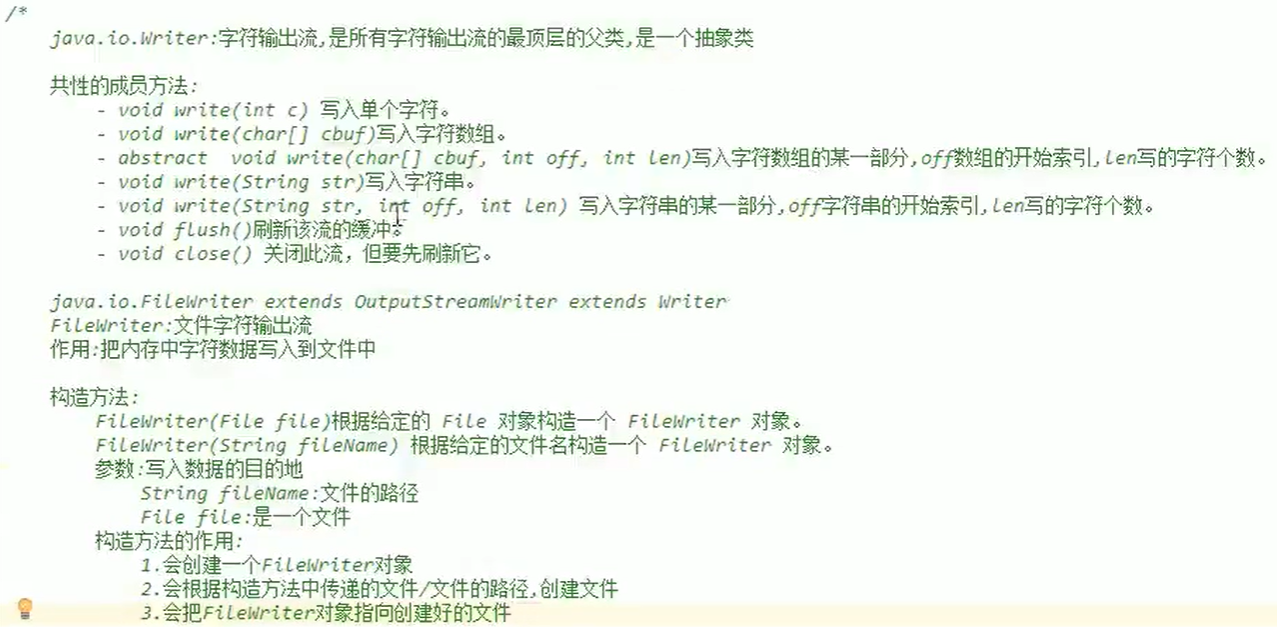 /*
java.io.Writer:字符输出流,是所有字符输出流的最顶层的父类,是一个抽象类
共性的成员方法:
- void write(int c) 写入单个字符。
- void write(char[] cbuf)写入字符数组。
- abstract  void write(char[] cbuf, int off, int len)写入字符数组的某一部分,off数组的开始索引,len写的字符个数。
- void write(String str)写入字符串。
- void write(String str, int off, int len) 写入字符串的某一部分,off字符串的开始索引,len写的字符个数。
- void flush()刷新该流的缓冲。
- void close() 关闭此流，但要先刷新它。
java.io.FileWriter extends OutputStreamWriter extends Writer
FileWriter:文件字符输出流
作用:把内存中字符数据写入到文件中
构造方法:
FileWriter(File file)根据给定的 File 对象构造一个 FileWriter 对象。
FileWriter(String fileName) 根据给定的文件名构造一个 FileWriter 对象。
参数:写入数据的目的地
String fileName:文件的路径
File file:是一个文件
构造方法的作用:
1.会创建一个FileWriter对象
2.会根据构造方法中传递的文件/文件的路径,创建文件
3.会把FileWriter对象指向创建好的文件